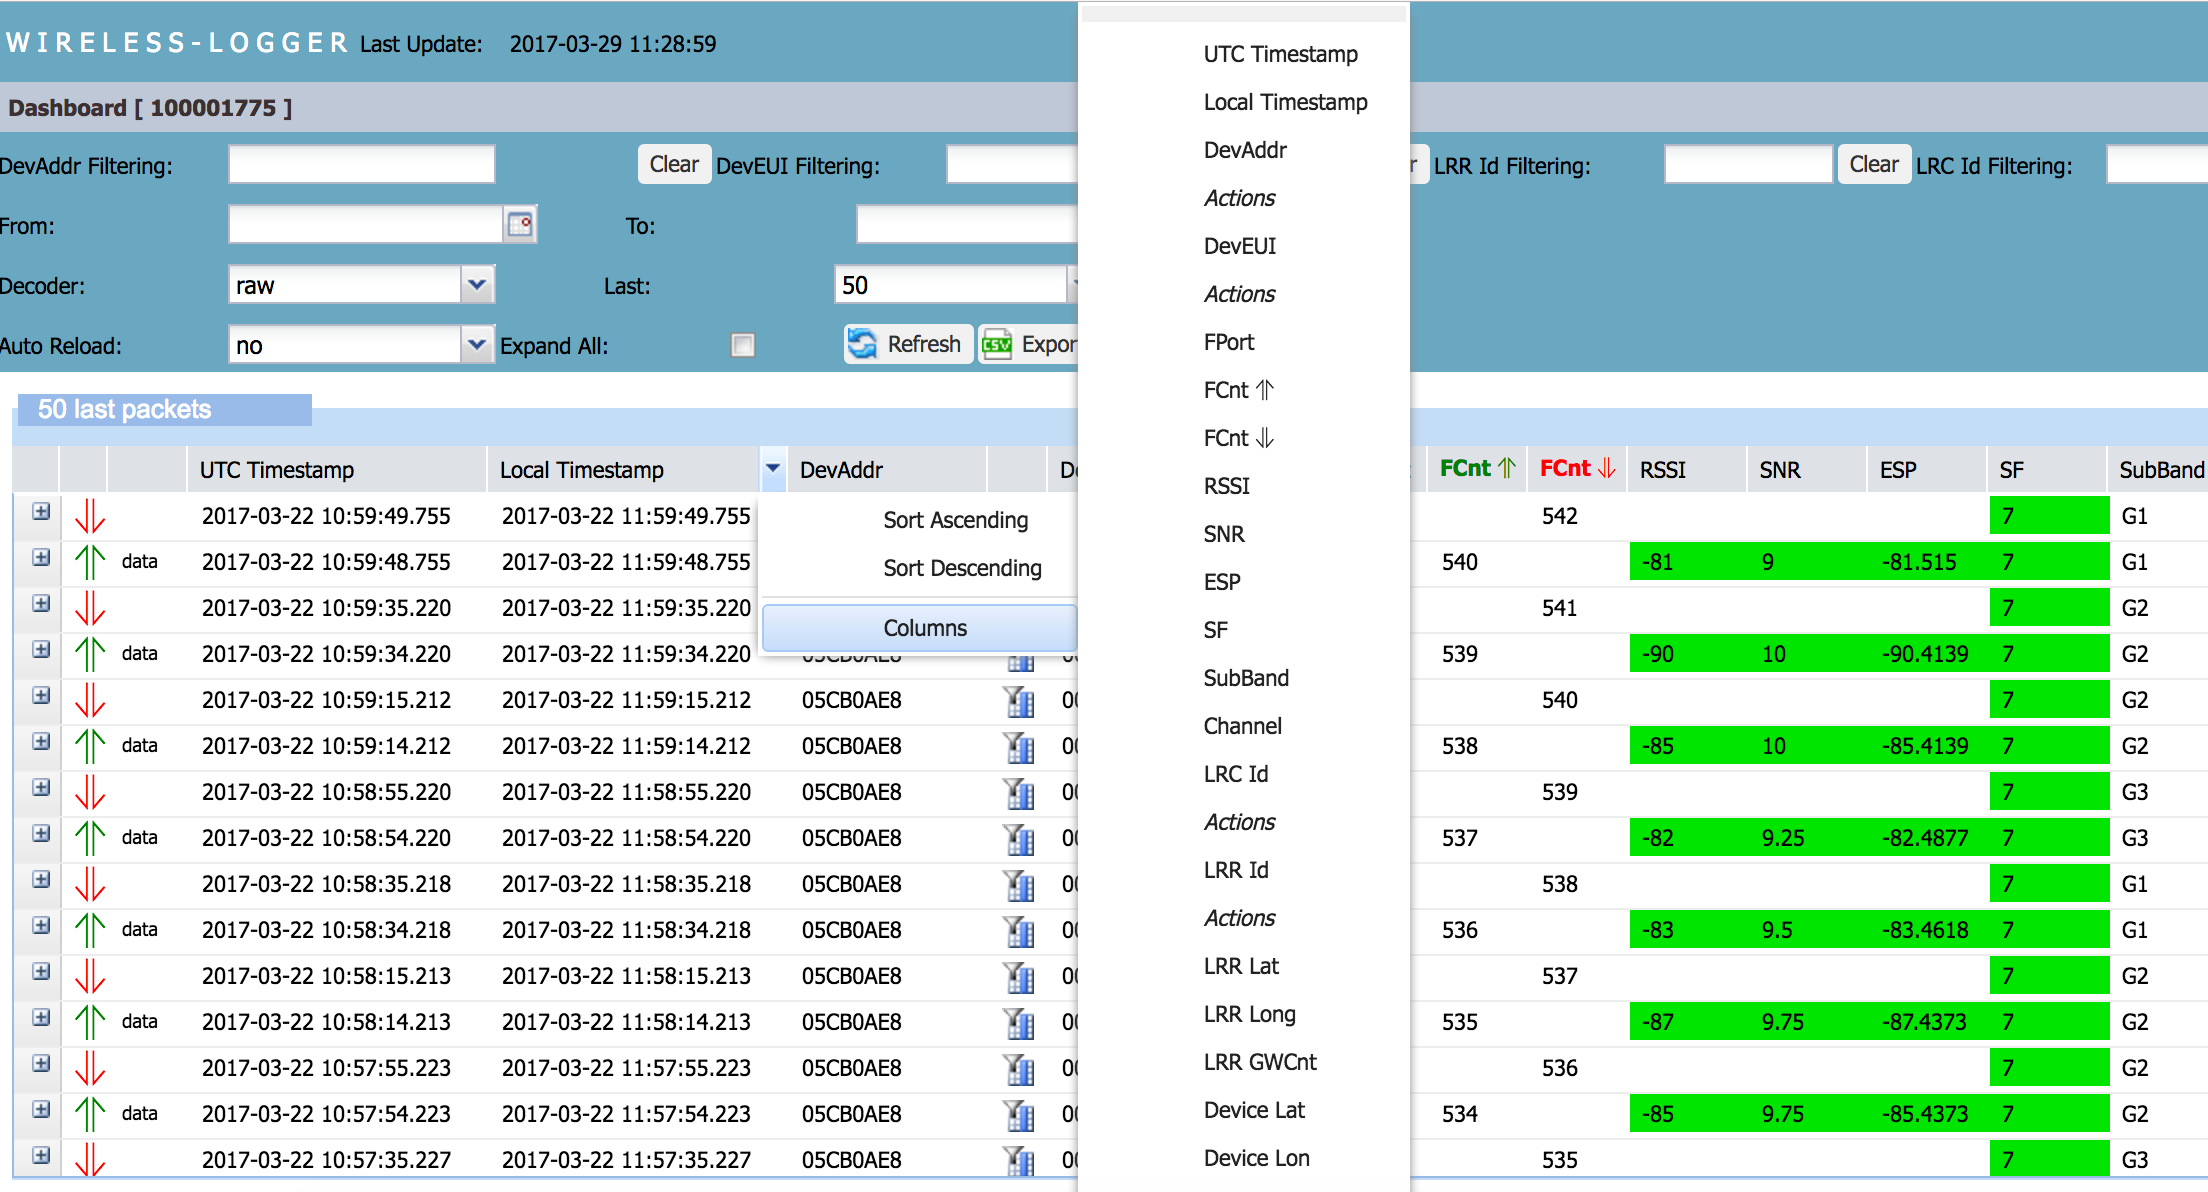 WIRELESS-LOGGER Last Update: 2017-03-29 11:28:59
Dashboard [ 100001775 ]
DevAddr Filtering: Clear DevEUI Filtering: LRR Id Filtering: Clear LRC Id Filtering:
From: To:
Decoder: raw Last: 50
Auto Reload: no Expand All: Refresh CSV Expor
50 last packets
UTC Timestamp Local Timestamp DevAddr FCnt ⇑ FCnt ⇓ RSSI SNR ESP SF SubBand
2017-03-22 10:59:49.755 2017-03-22 11:59:49.755 542 7 G1
data 2017-03-22 10:59:48.755 2017-03-22 11:59:48.755 540 -81 9 -81.515 7 G1
2017-03-22 10:59:35.220 2017-03-22 11:59:35.220 541 7 G2
data 2017-03-22 10:59:34.220 2017-03-22 11:59:34.220 05CB0AE8 539 -90 10 -90.4139 7 G2
2017-03-22 10:59:15.212 2017-03-22 11:59:15.212 05CB0AE8 540 7 G2
data 2017-03-22 10:59:14.212 2017-03-22 11:59:14.212 05CB0AE8 538 -85 10 -85.4139 7 G2
2017-03-22 10:58:55.220 2017-03-22 11:58:55.220 05CB0AE8 539 7 G3
data 2017-03-22 10:58:54.220 2017-03-22 11:58:54.220 05CB0AE8 537 -82 9.25 -82.4877 7 G3
2017-03-22 10:58:35.218 2017-03-22 11:58:35.218 05CB0AE8 538 7 G1
data 2017-03-22 10:58:34.218 2017-03-22 11:58:34.218 05CB0AE8 536 -83 9.5 -83.4618 7 G1
2017-03-22 10:58:15.213 2017-03-22 11:58:15.213 05CB0AE8 537 7 G2
data 2017-03-22 10:58:14.213 2017-03-22 11:58:14.213 05CB0AE8 535 -87 9.75 -87.4373 7 G2
2017-03-22 10:57:55.223 2017-03-22 11:57:55.223 05CB0AE8 536 7 G2
data 2017-03-22 10:57:54.223 2017-03-22 11:57:54.223 05CB0AE8 534 -85 9.75 -85.4373 7 G2
2017-03-22 10:57:35.227 2017-03-22 11:57:35.227 05CB0AE8 535 7 G3
Sort Ascending
Sort Descending
Columns
UTC Timestamp
Local Timestamp
DevAddr
Actions
DevEUI
Actions
FPort
FCnt ⇑
FCnt ⇓
RSSI
SNR
ESP
SF
SubBand
Channel
LRC Id
Actions
LRR Id
Actions
LRR Lat
LRR Long
LRR GWCnt
Device Lat
Device Lon